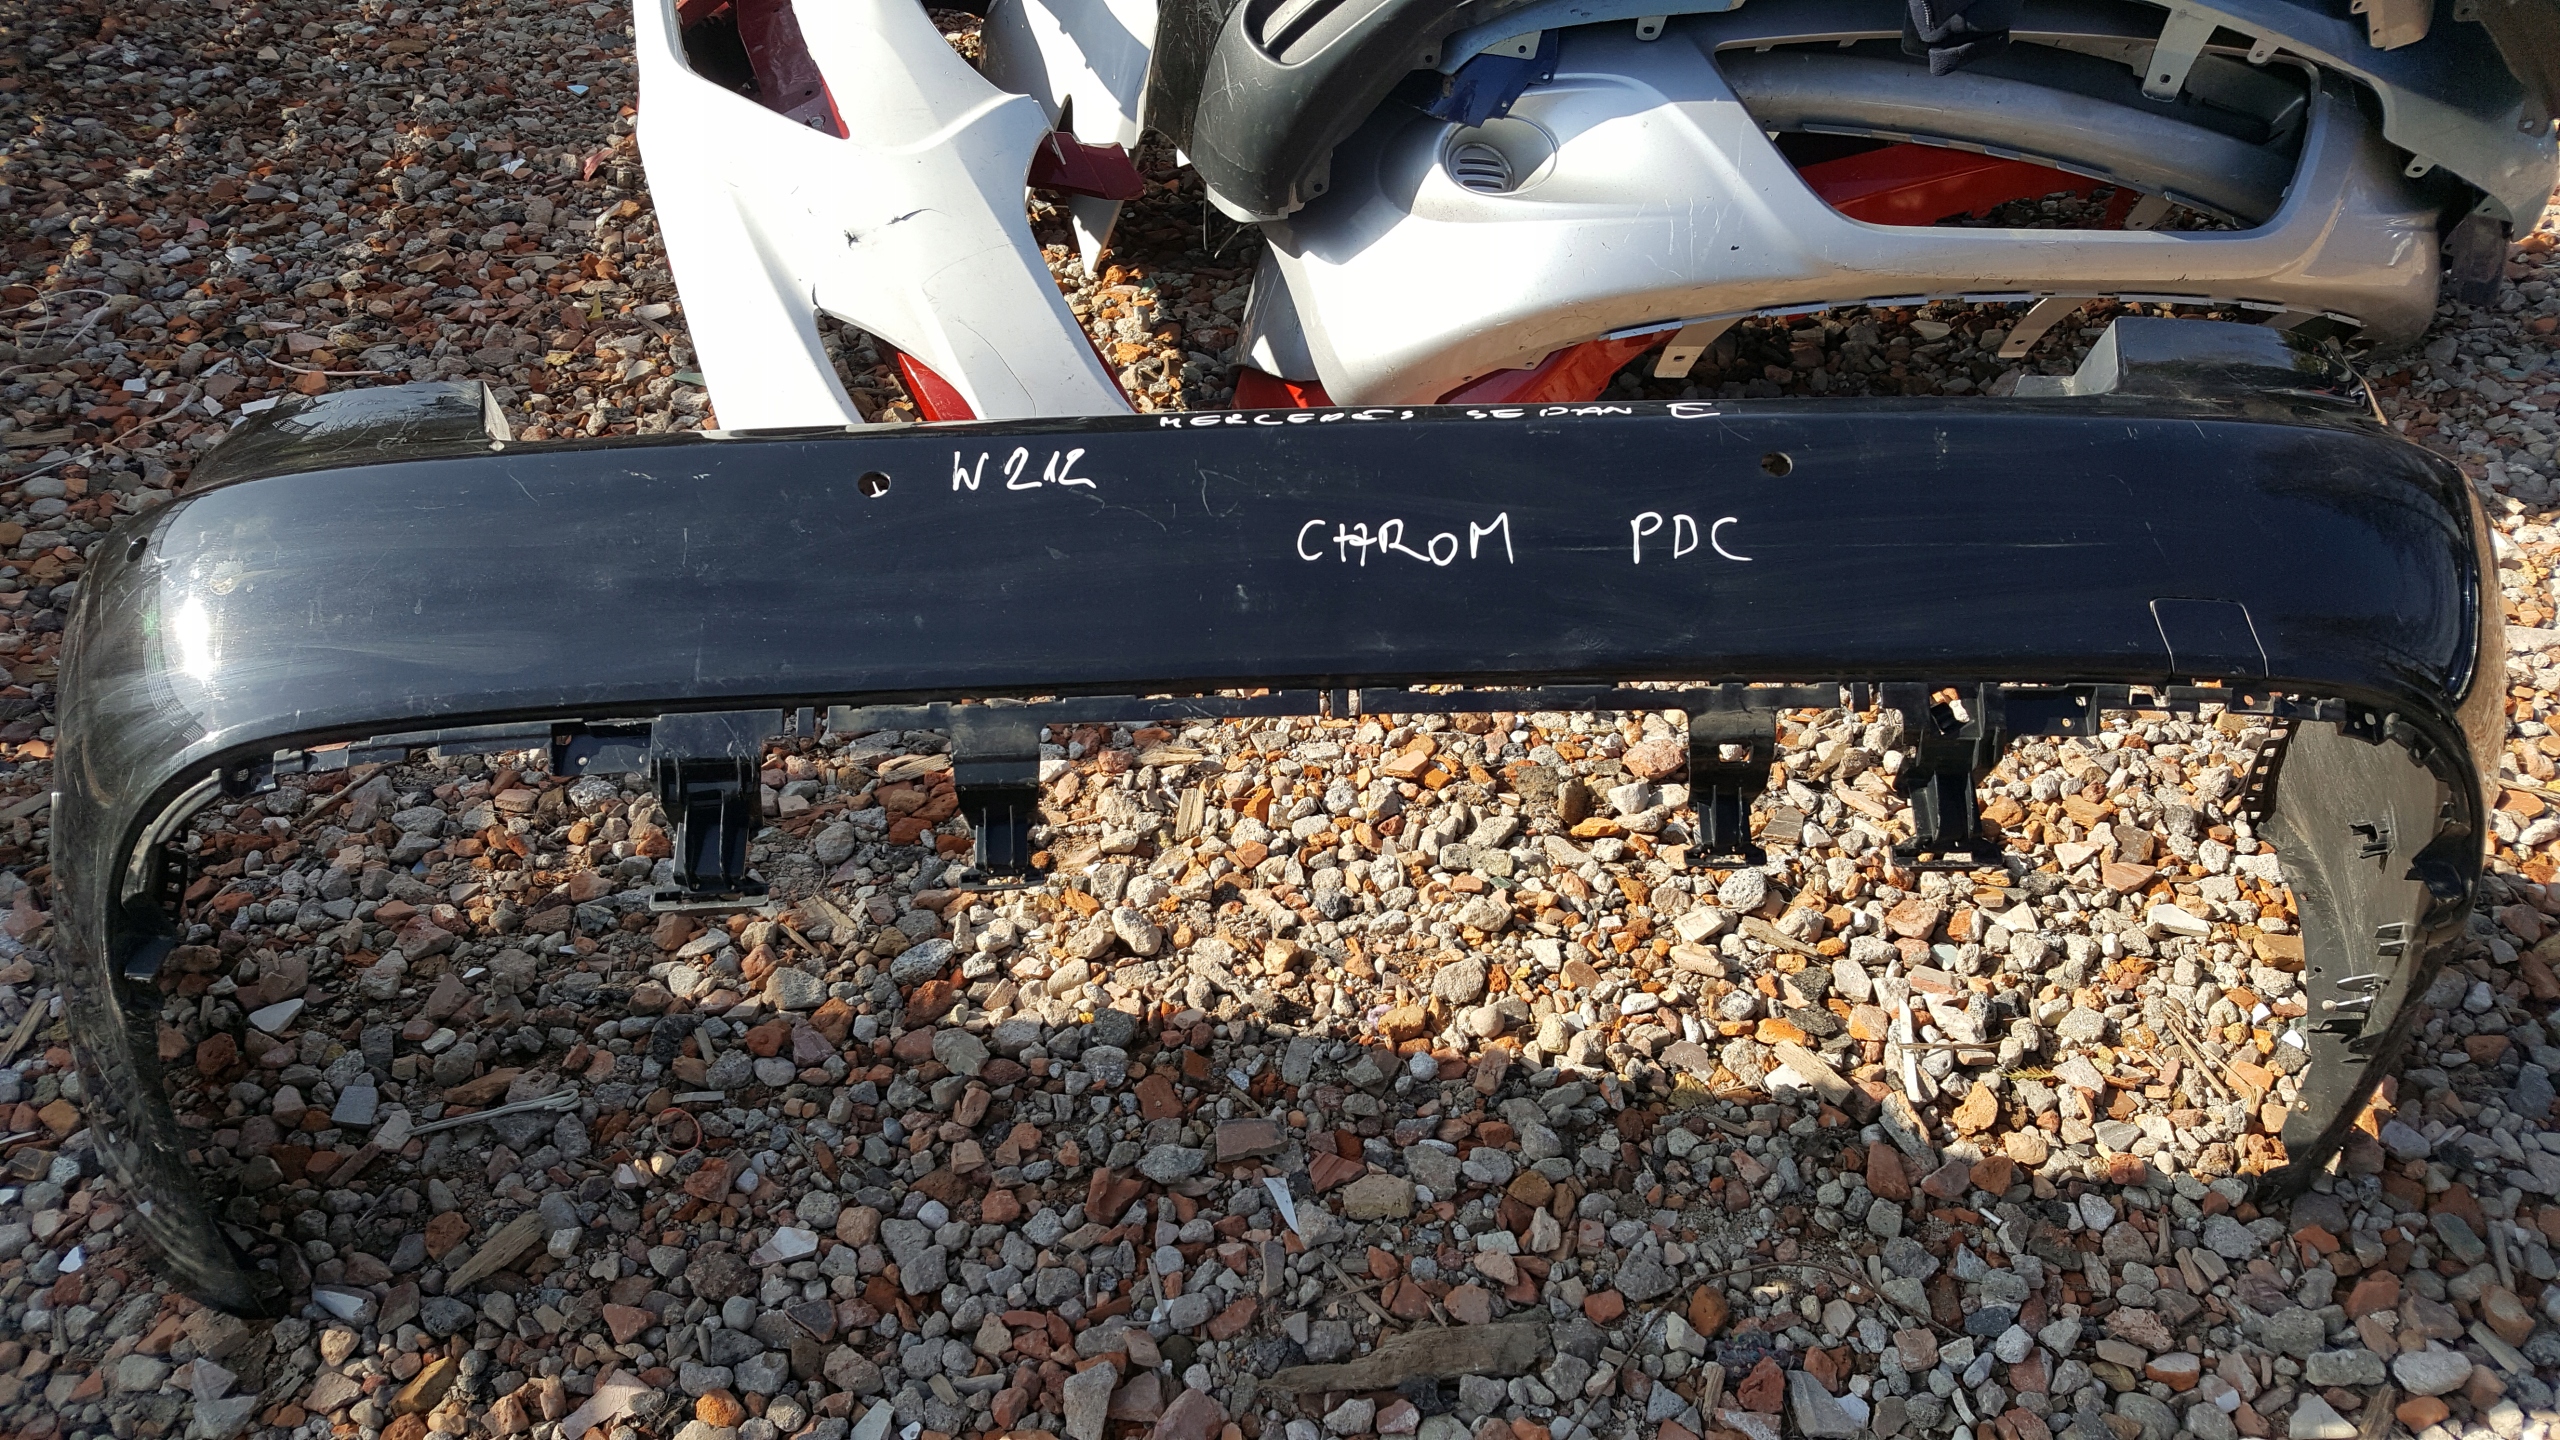 MERCEDES SEDAN E
W212
CHROM PDC